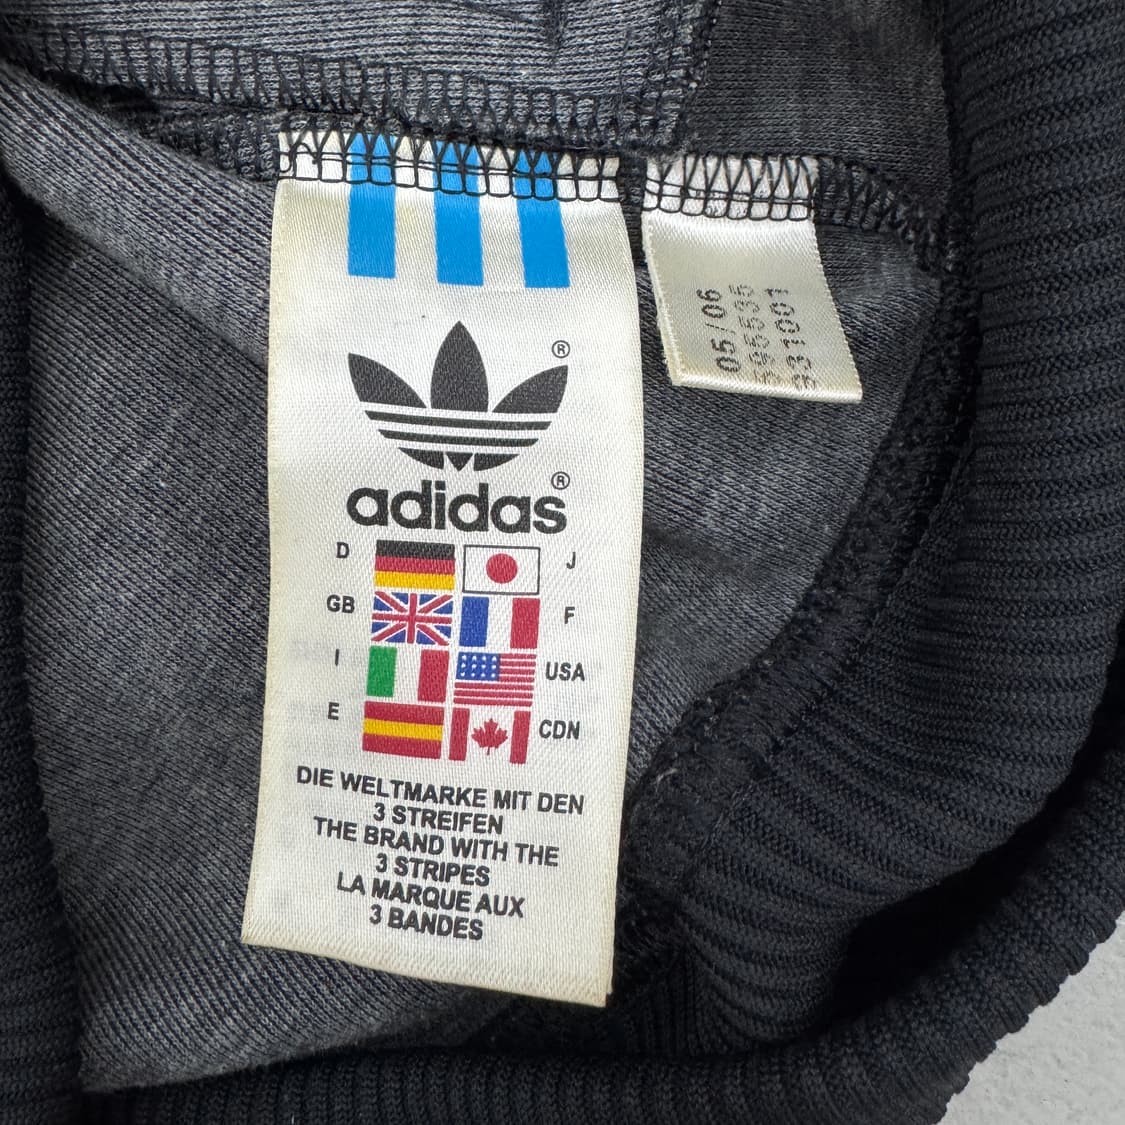 ®
®
adidas
D
J
GB
F
I
USA
E
CDN
DIE WELTMARKE MIT DEN
3 STREIFEN
THE BRAND WITH THE
3 STRIPES
LA MARQUE AUX
3 BANDES
05/06